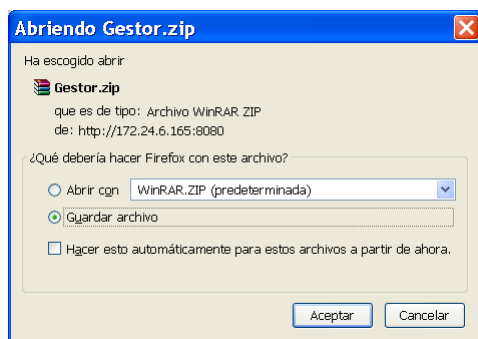 Abriendo Gestor.zip
Ha escogido abrir
Gestor.zip
que es de tipo: Archivo WinRAR ZIP
de: http://172.24.6.165:8080
¿Qué debería hacer Firefox con este archivo?
Abrir con WinRAR.ZIP (predeterminada)
Guardar archivo
Hacer esto automáticamente para estos archivos a partir de ahora.
Aceptar Cancelar